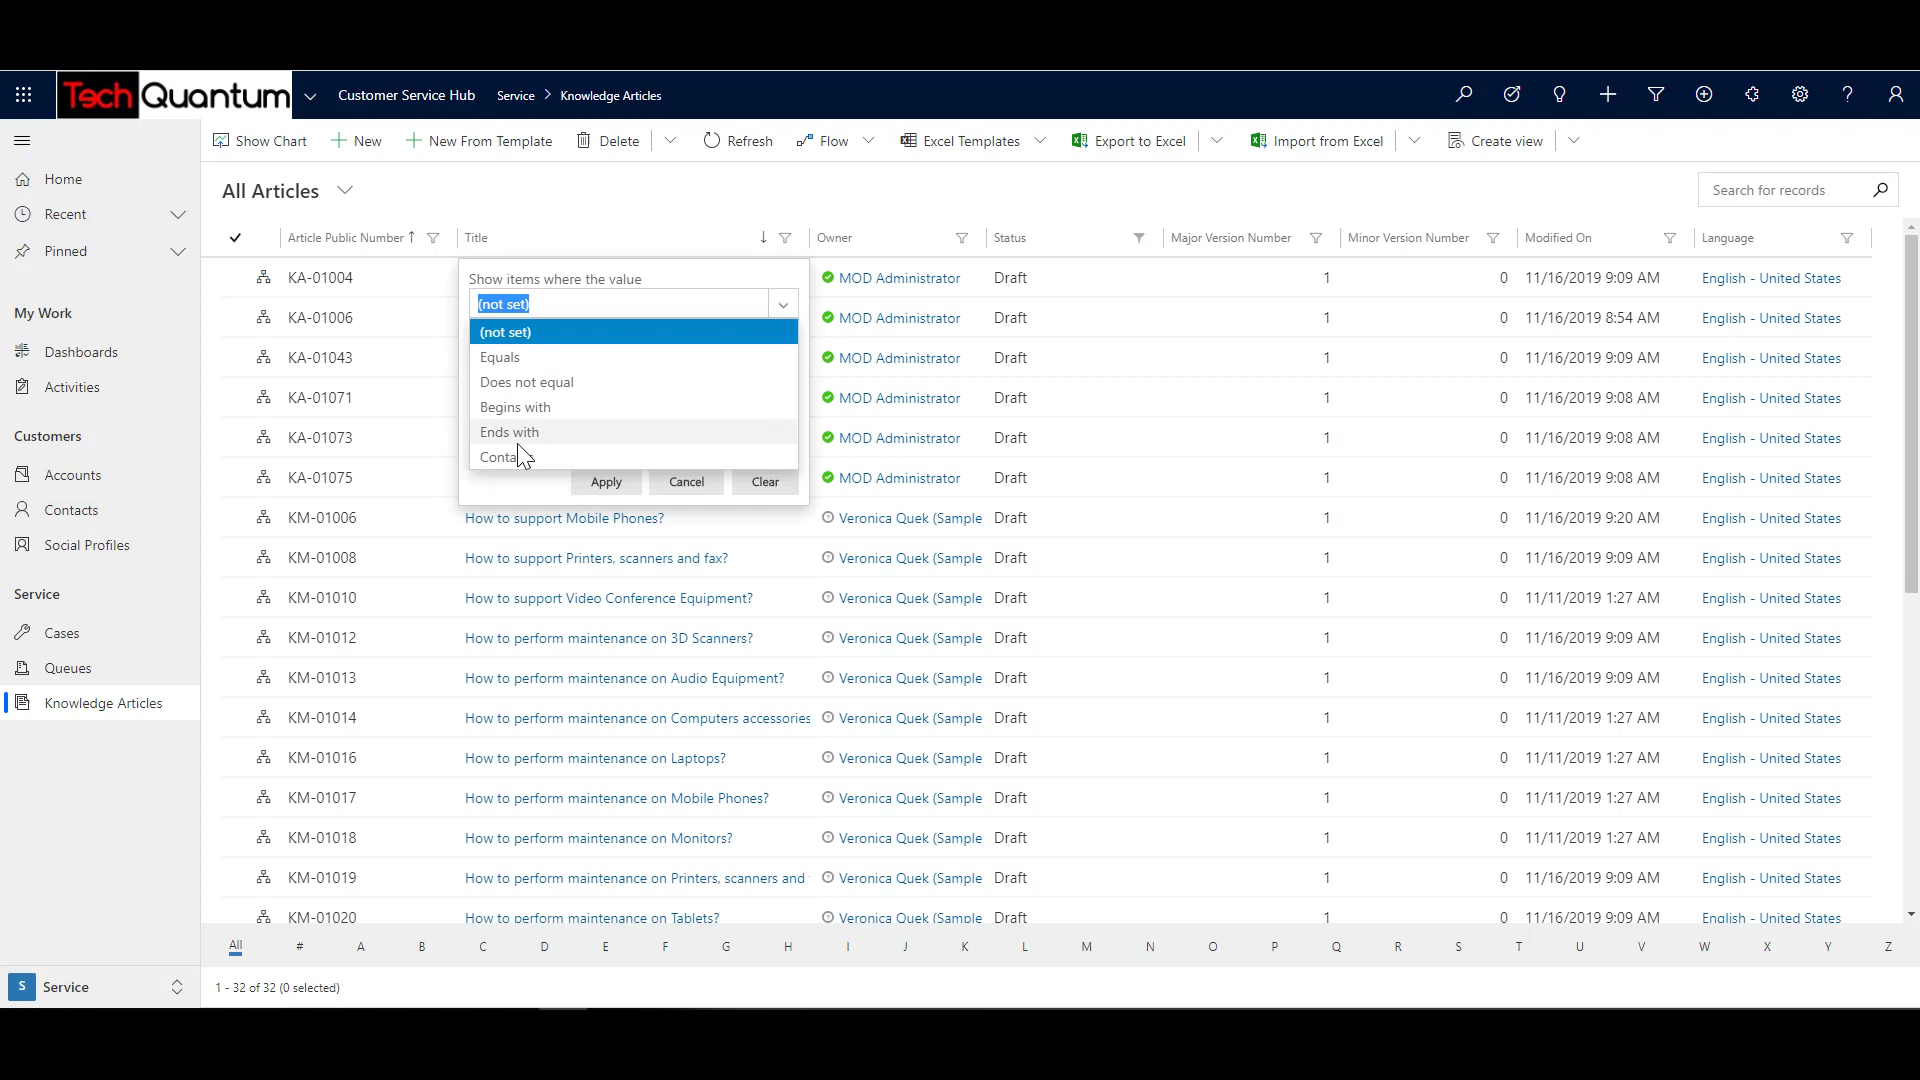 Tech Quantum
Customer Service Hub Service > Knowledge Articles
Show Chart New New From Template Delete Refresh Flow Excel Templates Export to Excel Import from Excel Create view
Home
Recent
Pinned
My Work
Dashboards
Activities
Customers
Accounts
Contacts
Social Profiles
Service
Cases
Queues
Knowledge Articles
S Service
All Articles
Search for records
Article Public Number Title Owner Status Major Version Number Minor Version Number Modified On Language
Show items where the value
(not set)
(not set)
Equals
Does not equal
Begins with
Ends with
Apply Cancel Clear
KA-01004 MOD Administrator Draft 1 0 11/16/2019 9:09 AM English - United States
KA-01006 MOD Administrator Draft 1 0 11/16/2019 8:54 AM English - United States
KA-01043 MOD Administrator Draft 1 0 11/16/2019 9:09 AM English - United States
KA-01071 MOD Administrator Draft 1 0 11/16/2019 9:08 AM English - United States
KA-01073 MOD Administrator Draft 1 0 11/16/2019 9:08 AM English - United States
KA-01075 MOD Administrator Draft 1 0 11/16/2019 9:08 AM English - United States
KM-01006 How to support Mobile Phones? Veronica Quek (Sample Draft 1 0 11/16/2019 9:20 AM English - United States
KM-01008 How to support Printers, scanners and fax? Veronica Quek (Sample Draft 1 0 11/16/2019 9:09 AM English - United States
KM-01010 How to support Video Conference Equipment? Veronica Quek (Sample Draft 1 0 11/11/2019 1:27 AM English - United States
KM-01012 How to perform maintenance on 3D Scanners? Veronica Quek (Sample Draft 1 0 11/16/2019 9:09 AM English - United States
KM-01013 How to perform maintenance on Audio Equipment? Veronica Quek (Sample Draft 1 0 11/16/2019 9:09 AM English - United States
KM-01014 How to perform maintenance on Computers accessories Veronica Quek (Sample Draft 1 0 11/11/2019 1:27 AM English - United States
KM-01016 How to perform maintenance on Laptops? Veronica Quek (Sample Draft 1 0 11/11/2019 1:27 AM English - United States
KM-01017 How to perform maintenance on Mobile Phones? Veronica Quek (Sample Draft 1 0 11/11/2019 1:27 AM English - United States
KM-01018 How to perform maintenance on Monitors? Veronica Quek (Sample Draft 1 0 11/11/2019 1:27 AM English - United States
KM-01019 How to perform maintenance on Printers, scanners and Veronica Quek (Sample Draft 1 0 11/16/2019 9:09 AM English - United States
KM-01020 How to perform maintenance on Tablets? Veronica Quek (Sample Draft 1 0 11/16/2019 9:09 AM English - United States
All # A B C D E F G H I J K L M N O P Q R S T U V W X Y Z
1 - 32 of 32 (0 selected)